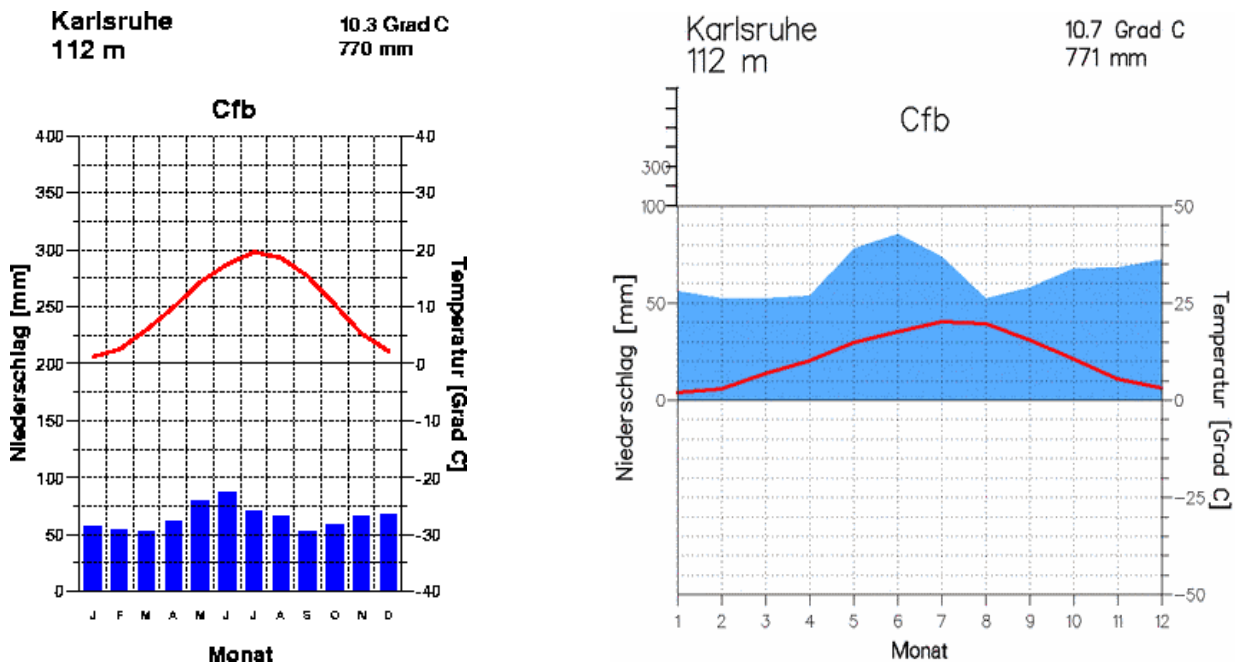 Karlsruhe
112 m
10.3 Grad C
770 mm
Cfb
400
350
300
250
200
150
100
50
0
Niederschlag [mm]
40
30
20
10
0
-10
-20
-30
-40
Temperatur [Grad C]
J F M A M J J A S O N D
Monat
Karlsruhe
112 m
10.7 Grad C
771 mm
Cfb
300
100
50
0
Niederschlag [mm]
50
25
0
-25
-50
Temperatur [Grad C]
1 2 3 4 5 6 7 8 9 10 11 12
Monat